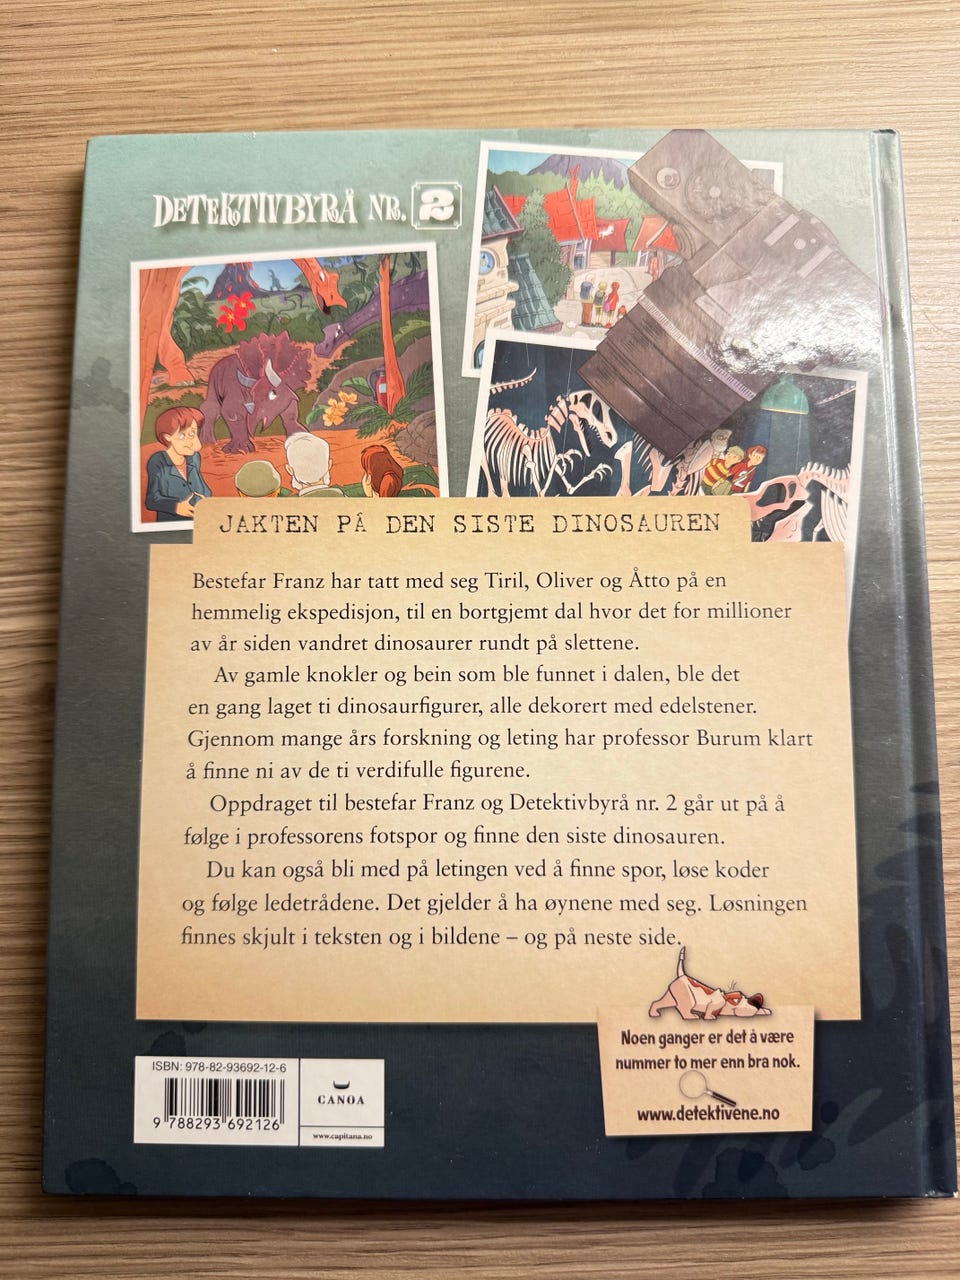 DETEKTIVBYRÅ NR. 2
JAKTEN PÅ DEN SISTE DINOSAUREN
Bestefar Franz har tatt med seg Tiril, Oliver og Åtto på en
hemmelig ekspedisjon, til en bortgjemt dal hvor det for millioner
av år siden vandret dinosaurer rundt på slettene.
Av gamle knokler og bein som ble funnet i dalen, ble det
en gang laget ti dinosaurfigurer, alle dekorert med edelstener.
Gjennom mange års forskning og leting har professor Burum klart
å finne ni av de ti verdifulle figurene.
Oppdraget til bestefar Franz og Detektivbyrå nr. 2 går ut på å
følge i professorens fotspor og finne den siste dinosauren.
Du kan også bli med på letingen ved å finne spor, løse koder
og følge ledetrådene. Det gjelder å ha øynene med seg. Løsningen
finnes skjult i teksten og i bildene – og på neste side.
Noen ganger er det å være
nummer to mer enn bra nok.
www.detektivene.no
ISBN: 978-82-93692-12-6
9 788293 692126
CANOA
www.capitana.no